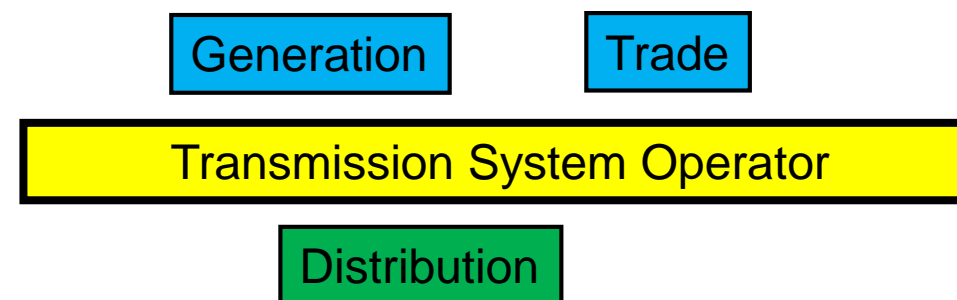 Generation
Trade
Transmission System Operator
Distribution